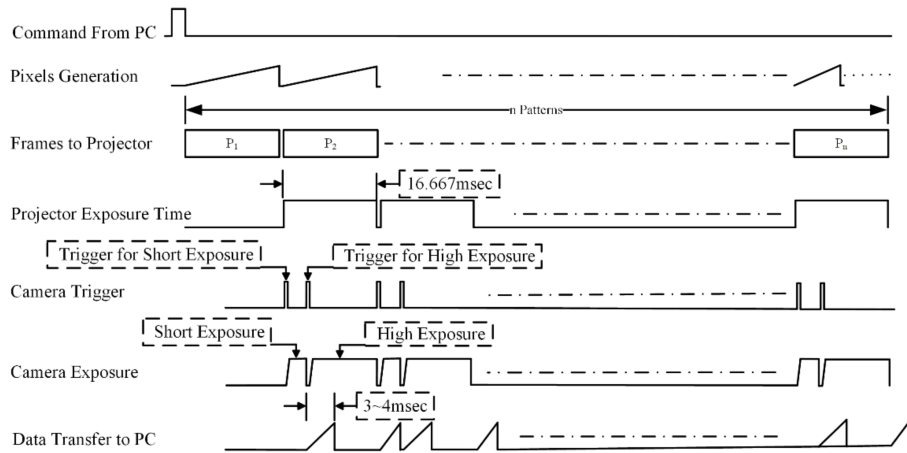 Command From PC
Pixels Generation
n Patterns
Frames to Projector
P1
P2
Pn
16.667msec
Projector Exposure Time
Trigger for Short Exposure
Trigger for High Exposure
Camera Trigger
Short Exposure
High Exposure
Camera Exposure
3~4msec
Data Transfer to PC